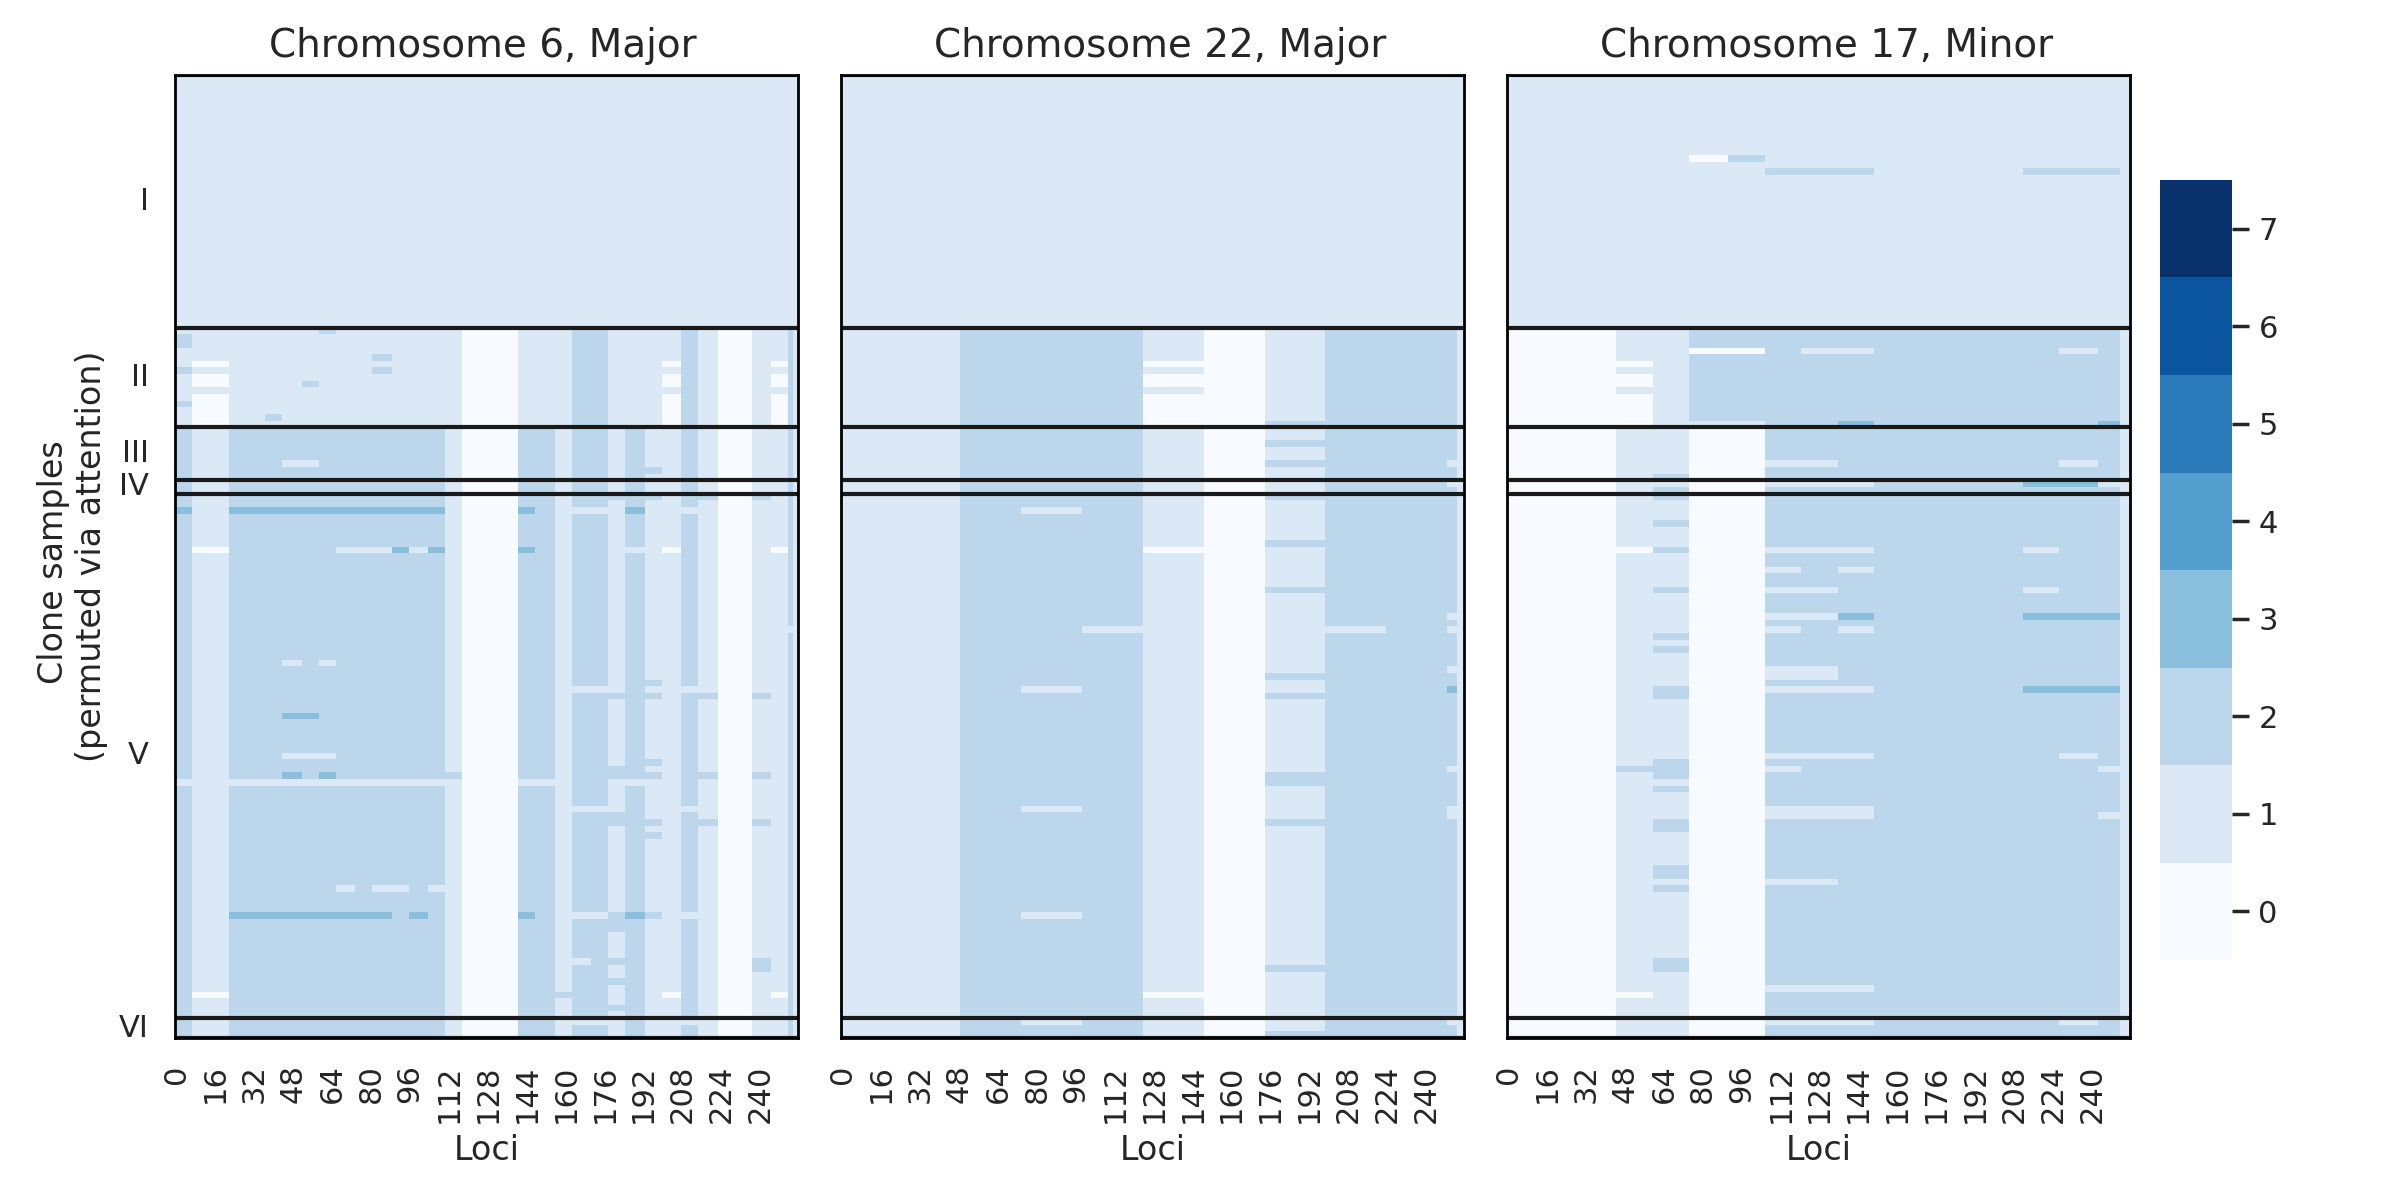 Chromosome 6, Major
Chromosome 22, Major
Chromosome 17, Minor
Clone samples
(permuted via attention)
I
II
III
IV
V
VI
0 16 32 48 64 80 96 112 128 144 160 176 192 208 224 240
0 16 32 48 64 80 96 112 128 144 160 176 192 208 224 240
0 16 32 48 64 80 96 112 128 144 160 176 192 208 224 240
Loci
Loci
Loci
7
6
5
4
3
2
1
0